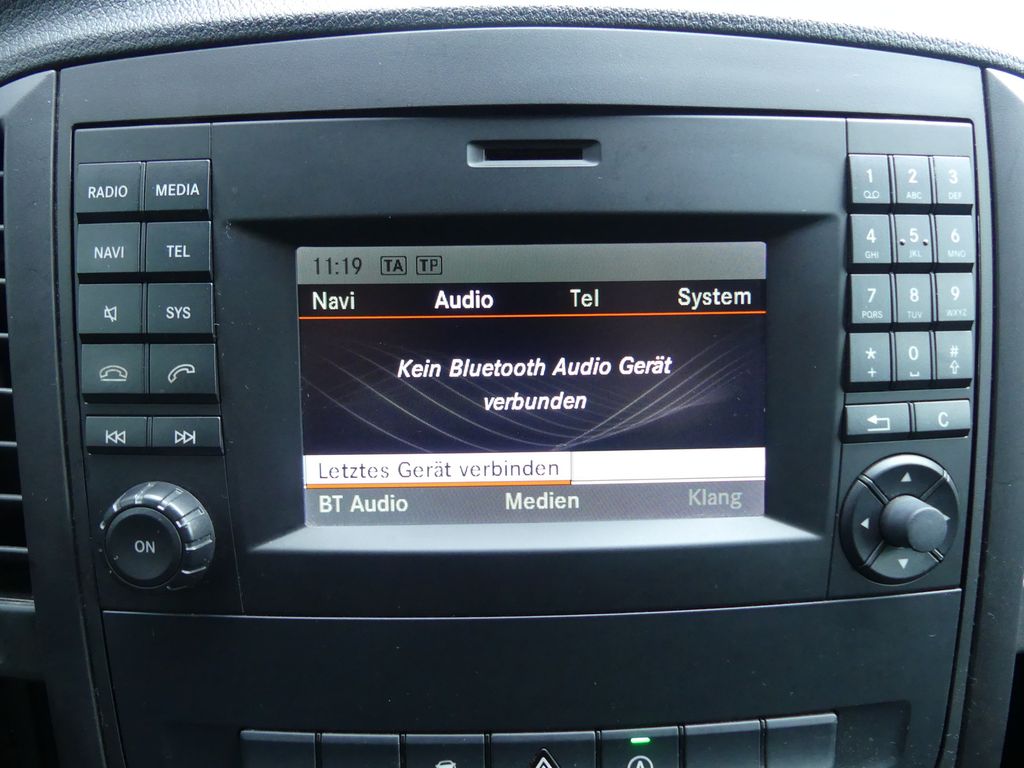 RADIO MEDIA
NAVI TEL
SYS
ON
11:19 TA TP
Navi Audio Tel System
Kein Bluetooth Audio Gerät
verbunden
Letztes Gerät verbinden
BT Audio Medien Klang
1 2 3
ABC DEF
4 5 6
GHI JKL MNO
7 8 9
PQRS TUV WXYZ
* 0 #
+
C
A